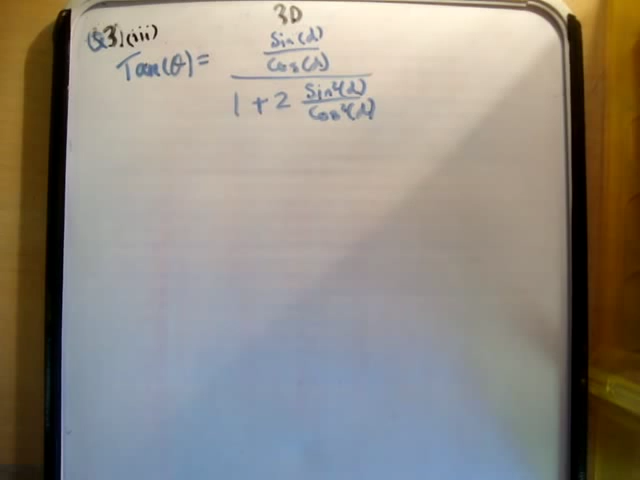 3D
Q3)(iii)
Tan(θ) = sin(α)/cos(α) / 1 + 2 sin⁴(α)/cos⁴(α)